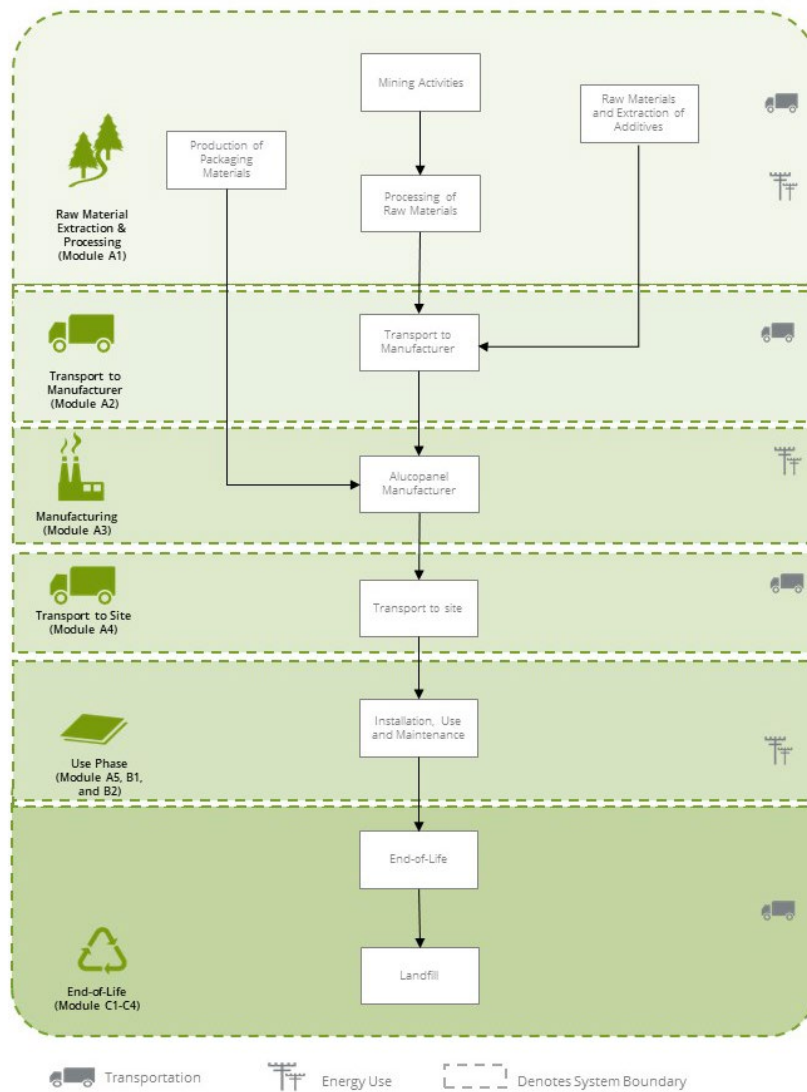 Mining Activities
Raw Materials
and Extraction of
Additives
Production of
Packaging
Materials
Processing of
Raw Materials
Raw Material
Extraction &
Processing
(Module A1)
Transport to
Manufacturer
Transport to
Manufacturer
(Module A2)
Alucopanel
Manufacturer
Manufacturing
(Module A3)
Transport to site
Transport to Site
(Module A4)
Installation, Use
and Maintenance
Use Phase
(Module A5, B1,
and B2)
End-of-Life
Landfill
End-of-Life
(Module C1-C4)
Transportation
Energy Use
Denotes System Boundary